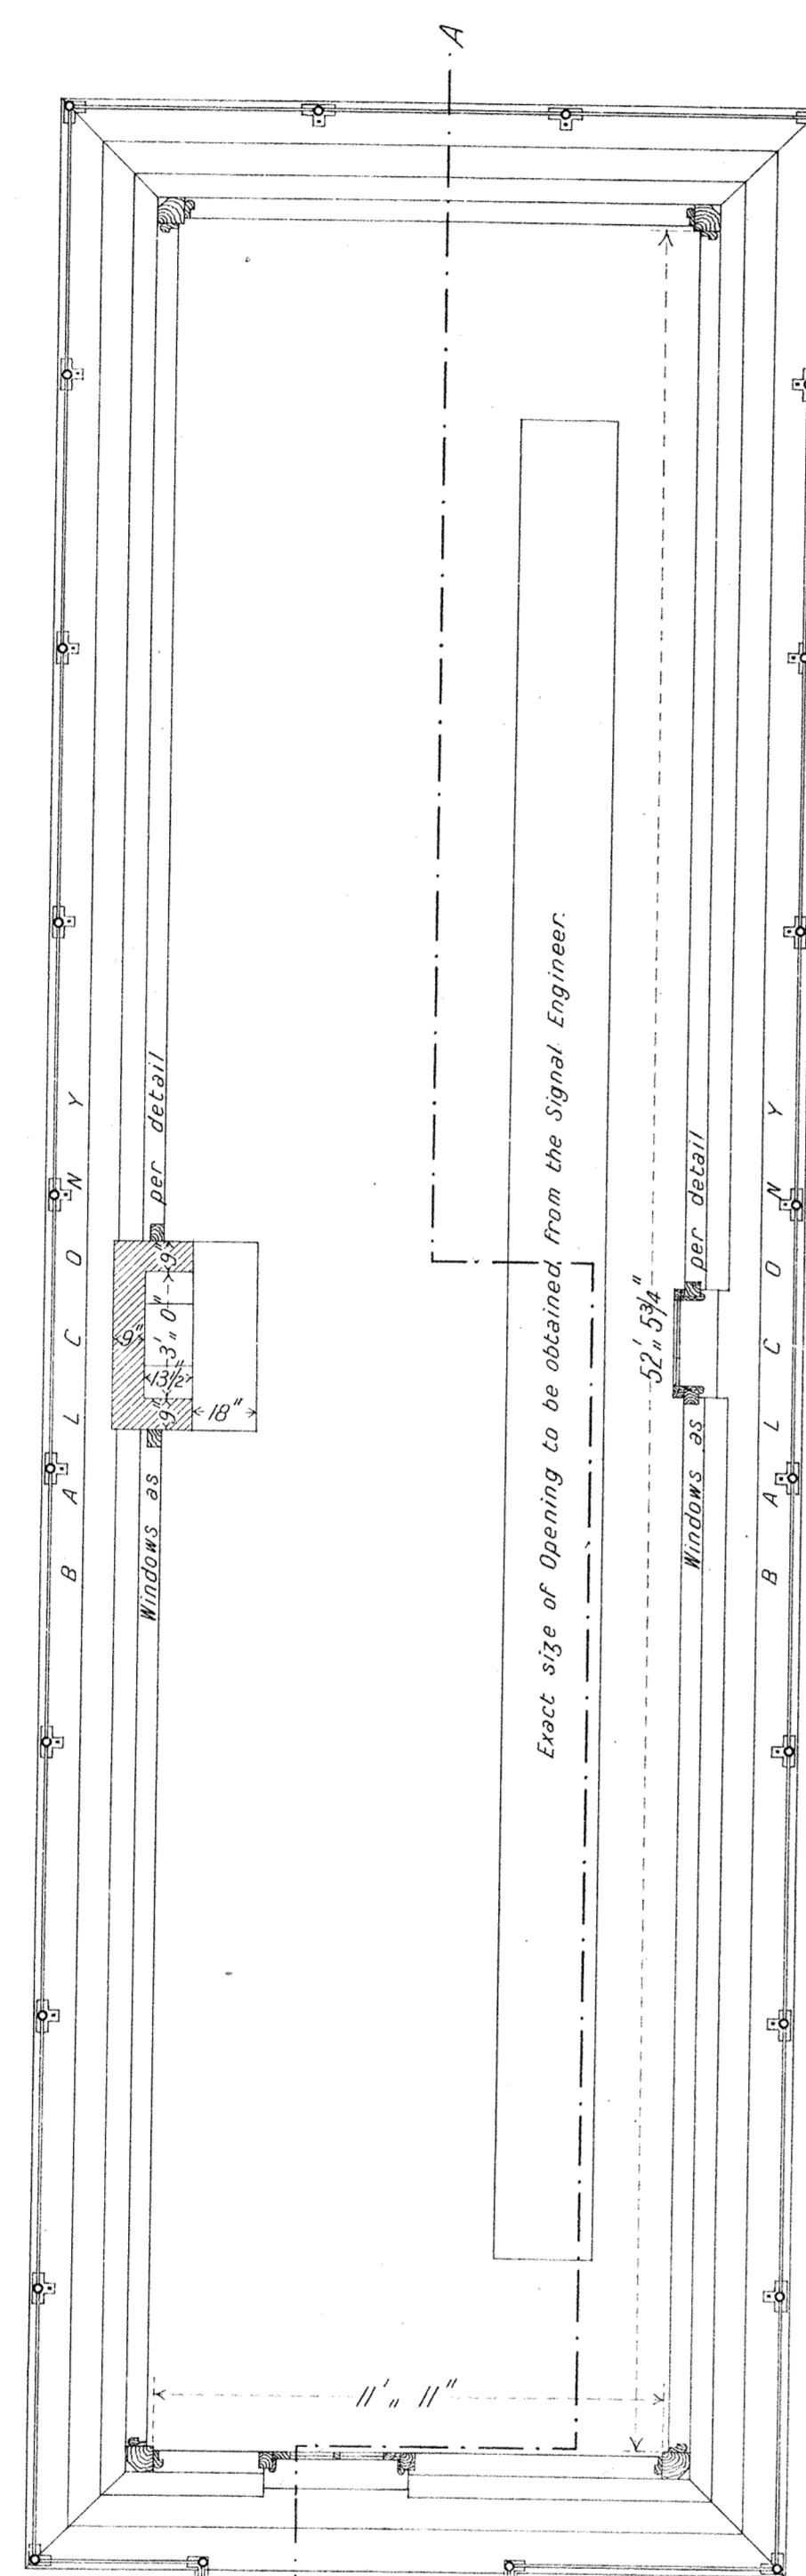 A
BALCONY
Windows as per detail
9"
9"
3'„ 0"
13½"
9"
18"
Exact size of Opening to be obtained from the Signal Engineer.
52'„ 5¾"
Windows as per detail
BALCONY
11'„ 11"